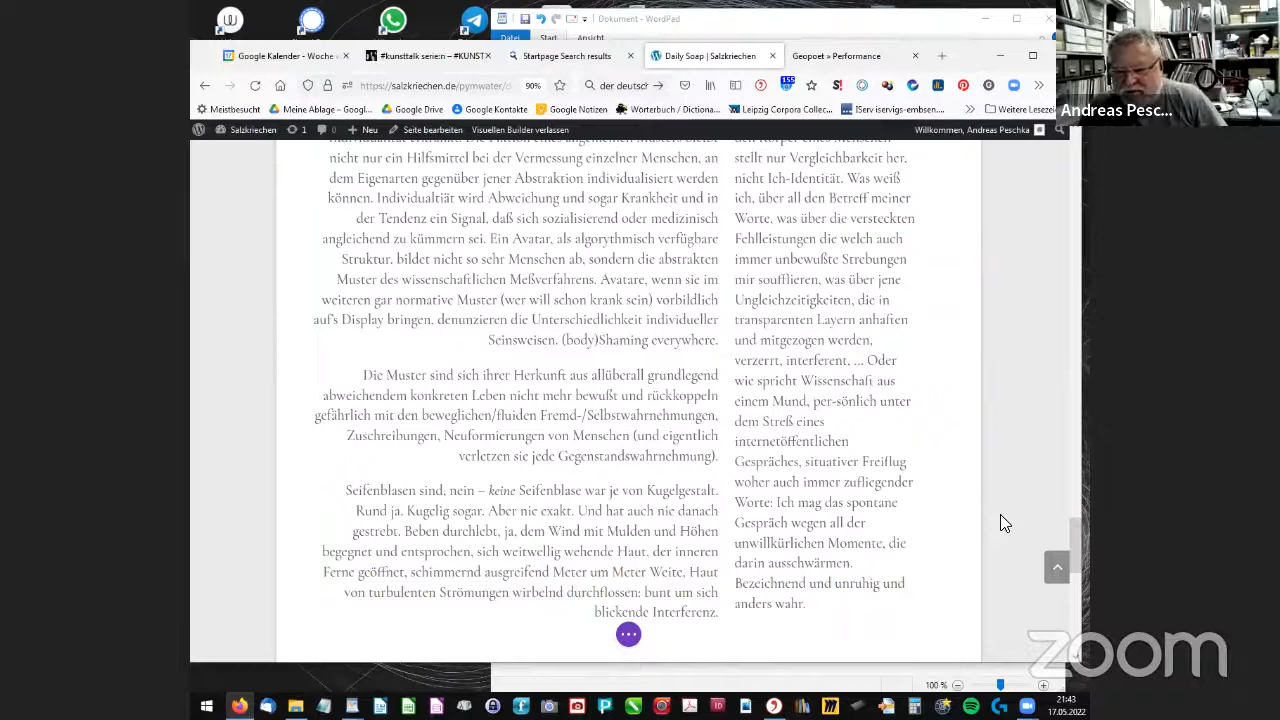 Dokument - WordPad
Datei Start Ansicht
Google Kalender - Woche v
#kunsttalk seriell – #KUNST
Startpage Search results
Daily Soap | Salzkriechen
Geopoet » Performance
https://salzkriechen.de/pymwater/d
90%
der deutsch
156
Meistbesucht
Meine Ablage – Google
Google Drive
Google Kontakte
Google Notizen
Wörterbuch / Dictiona...
Leipzig Corpora Collec...
IServ iservigs-embsen....
Weitere Lesezei
Salzkriechen 1 0 Neu Seite bearbeiten Visuellen Builder verlassen
Willkommen, Andreas Peschka
Andreas Pesc...
nicht nur ein Hilfsmittel bei der Vermessung einzelner Menschen, an
dem Eigenarten gegenüber jener Abstraktion individualisiert werden
können. Individualtiät wird Abweichung und sogar Krankheit und in
der Tendenz ein Signal, daß sich sozialisierend oder medizinisch
angleichend zu kümmern sei. Ein Avatar, als algorythmisch verfügbare
Struktur, bildet nicht so sehr Menschen ab, sondern die abstrakten
Muster des wissenschaftlichen Meßverfahrens. Avatare, wenn sie im
weiteren gar normative Muster (wer will schon krank sein) vorbildlich
auf's Display bringen, denunzieren die Unterschiedlichkeit individueller
Seinsweisen. (body)Shaming everywhere.
Die Muster sind sich ihrer Herkunft aus allüberall grundlegend
abweichendem konkreten Leben nicht mehr bewußt und rückkoppeln
gefährlich mit den beweglichen/fluiden Fremd-/Selbstwahrnehmungen,
Zuschreibungen, Neuformierungen von Menschen (und eigentlich
verletzen sie jede Gegenstandswahrnehmung).
Seifenblasen sind, nein – keine Seifenblase war je von Kugelgestalt.
Rund ja. Kugelig sogar. Aber nie exakt. Und hat auch nie danach
gestrebt. Beben durchlebt, ja, dem Wind mit Mulden und Höhen
begegnet und entsprochen, sich weitwellig wehende Haut, der inneren
Ferne geöffnet, schimmernd ausgreifend Meter um Meter Weite, Haut
von turbulenten Strömungen wirbelnd durchflossen: bunt um sich
blickende Interferenz.
den Körper eines Menschen
stellt nur Vergleichbarkeit her,
nicht Ich-Identität. Was weiß
ich, über all den Betreff meiner
Worte, was über die versteckten
Fehlleistungen die welch auch
immer unbewußte Strebungen
mir soufflieren, was über jene
Ungleichzeitigkeiten, die in
transparenten Layern anhaften
und mitgezogen werden,
verzerrt, interferent, ... Oder
wie spricht Wissenschaft aus
einem Mund, per-sönlich unter
dem Streß eines
internetöffentlichen
Gespräches, situativer Freiflug
woher auch immer zufliegender
Worte: Ich mag das spontane
Gespräch wegen all der
unwillkürlichen Momente, die
darin ausschwärmen.
Bezeichnend und unruhig und
anders wahr.
zoom
100 %
21:43
17.05.2022